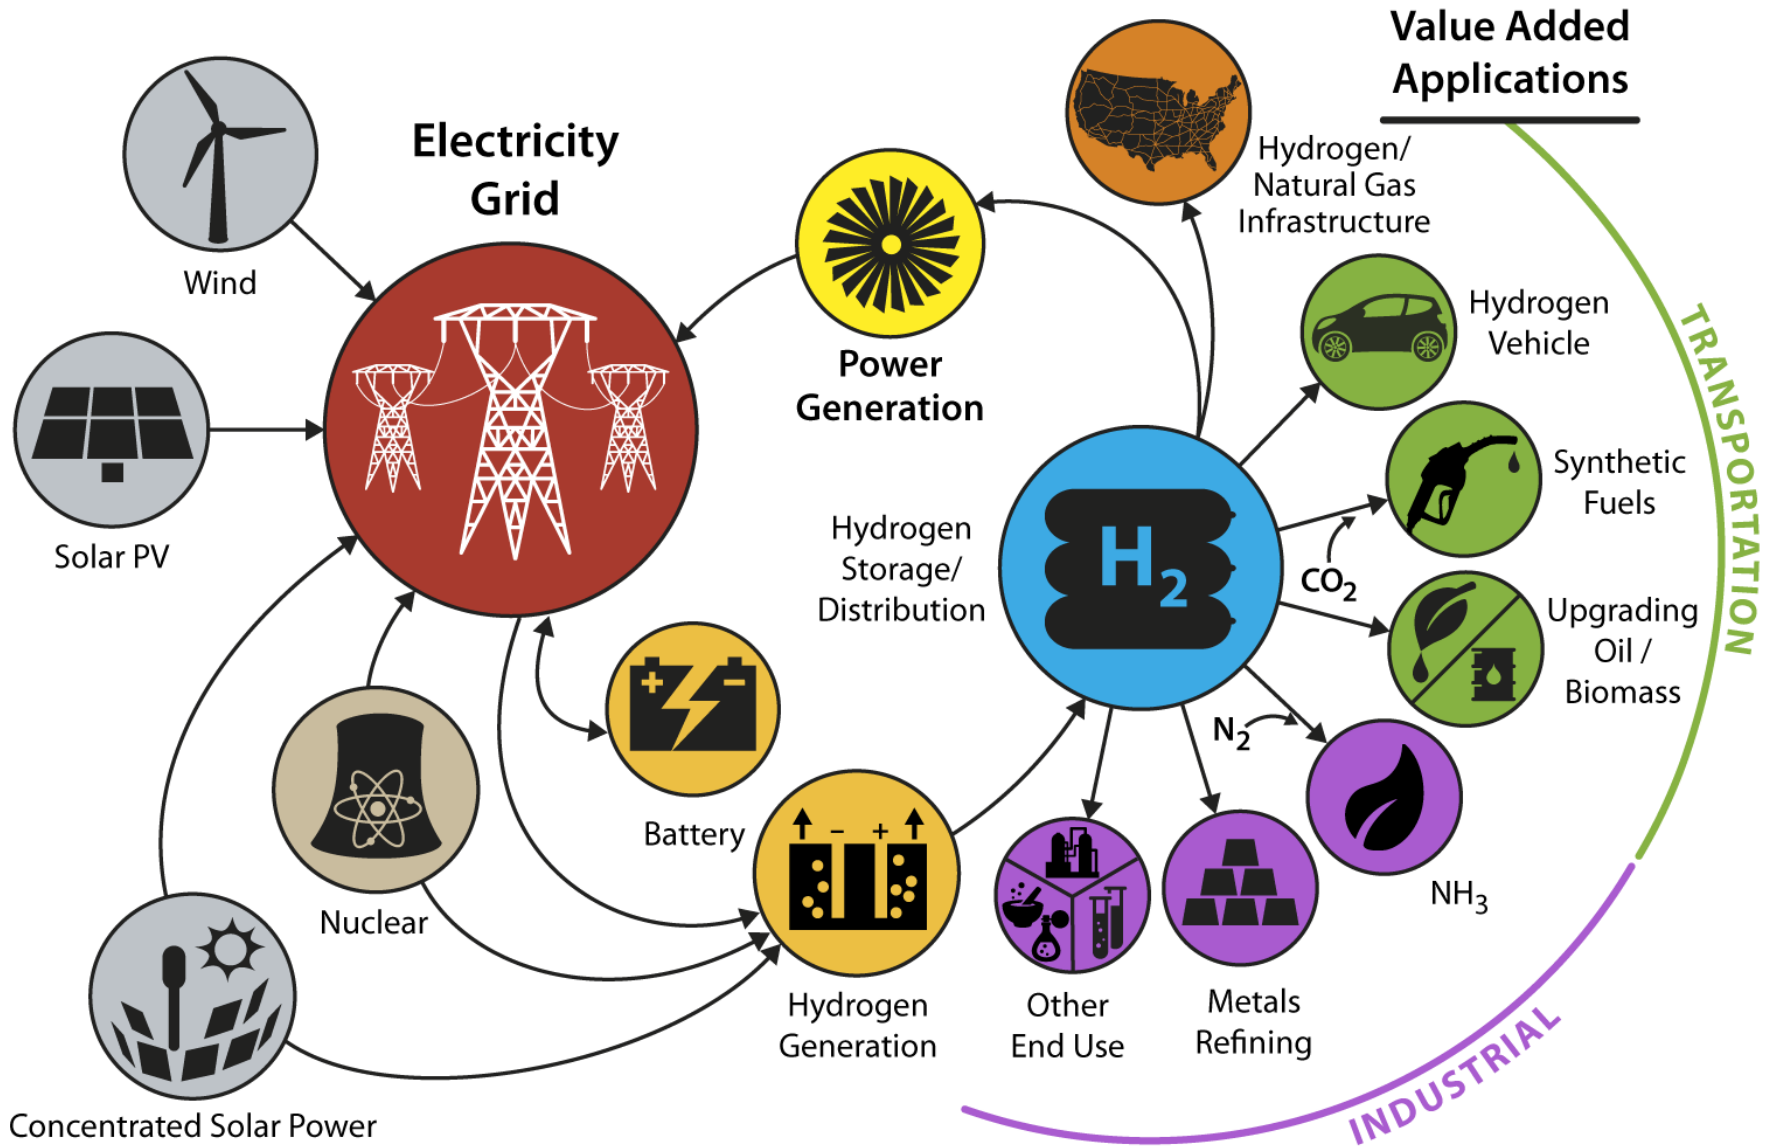 Value Added
Applications
Electricity
Grid
Wind
Hydrogen/
Natural Gas
Infrastructure
Power
Generation
Hydrogen
Vehicle
TRANSPORTATION
Solar PV
Synthetic
Fuels
Hydrogen
Storage/
Distribution
H2
CO2
Upgrading
Oil /
Biomass
+ −
Battery
N2
NH3
Nuclear
− +
Hydrogen
Generation
Other
End Use
Metals
Refining
INDUSTRIAL
Concentrated Solar Power